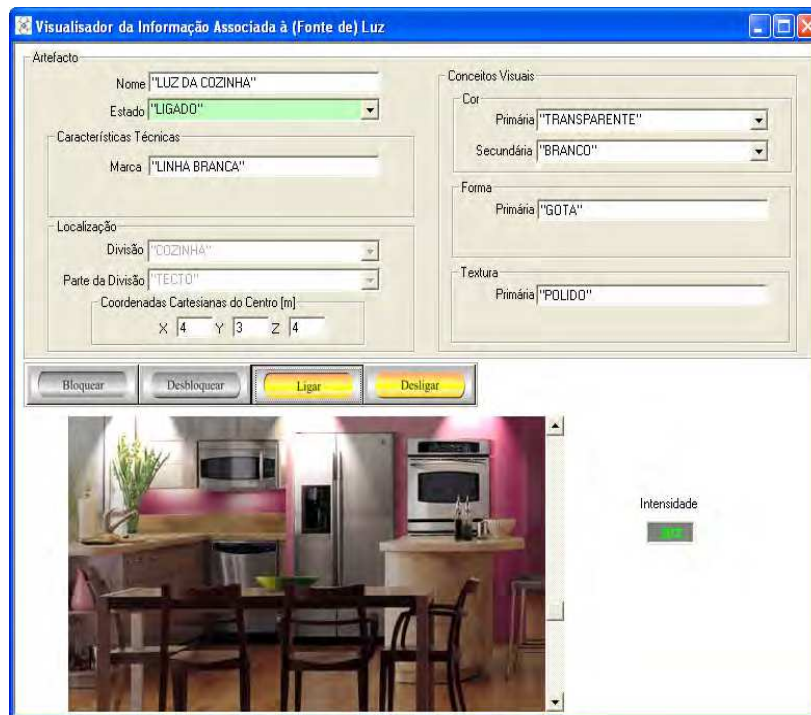 Visualisador da Informação Associada à (Fonte de) Luz
Artefacto
Nome "LUZ DA COZINHA"
Estado "LIGADO"
Características Técnicas
Marca "LINHA BRANCA"
Localização
Divisão "COZINHA"
Parte da Divisão "TECTO"
Coordenadas Cartesianas do Centro [m]
X 4 Y 3 Z 4
Conceitos Visuais
Cor
Primária "TRANSPARENTE"
Secundária "BRANCO"
Forma
Primária "GOTA"
Textura
Primária "POLIDO"
Bloquear Desbloquear Ligar Desligar
Intensidade